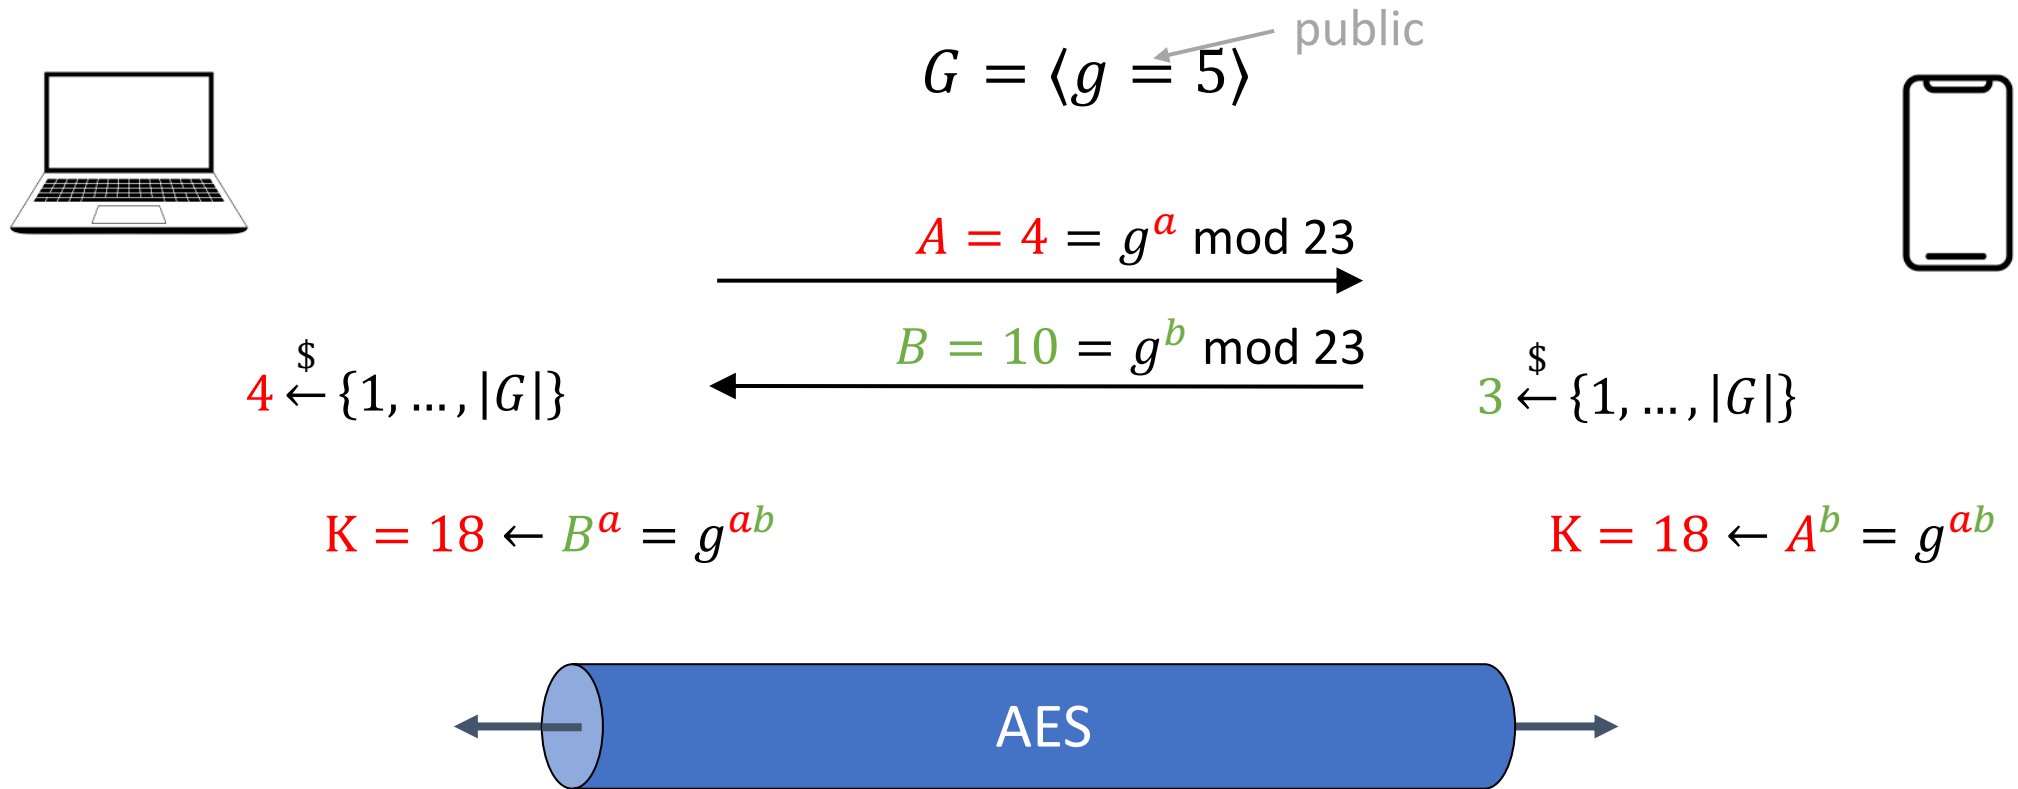 public
G = ⟨g = 5⟩
A = 4 = g^a mod 23
B = 10 = g^b mod 23
4 ←$ {1, … , |G|}
3 ←$ {1, … , |G|}
K = 18 ← B^a = g^{ab}
K = 18 ← A^b = g^{ab}
AES